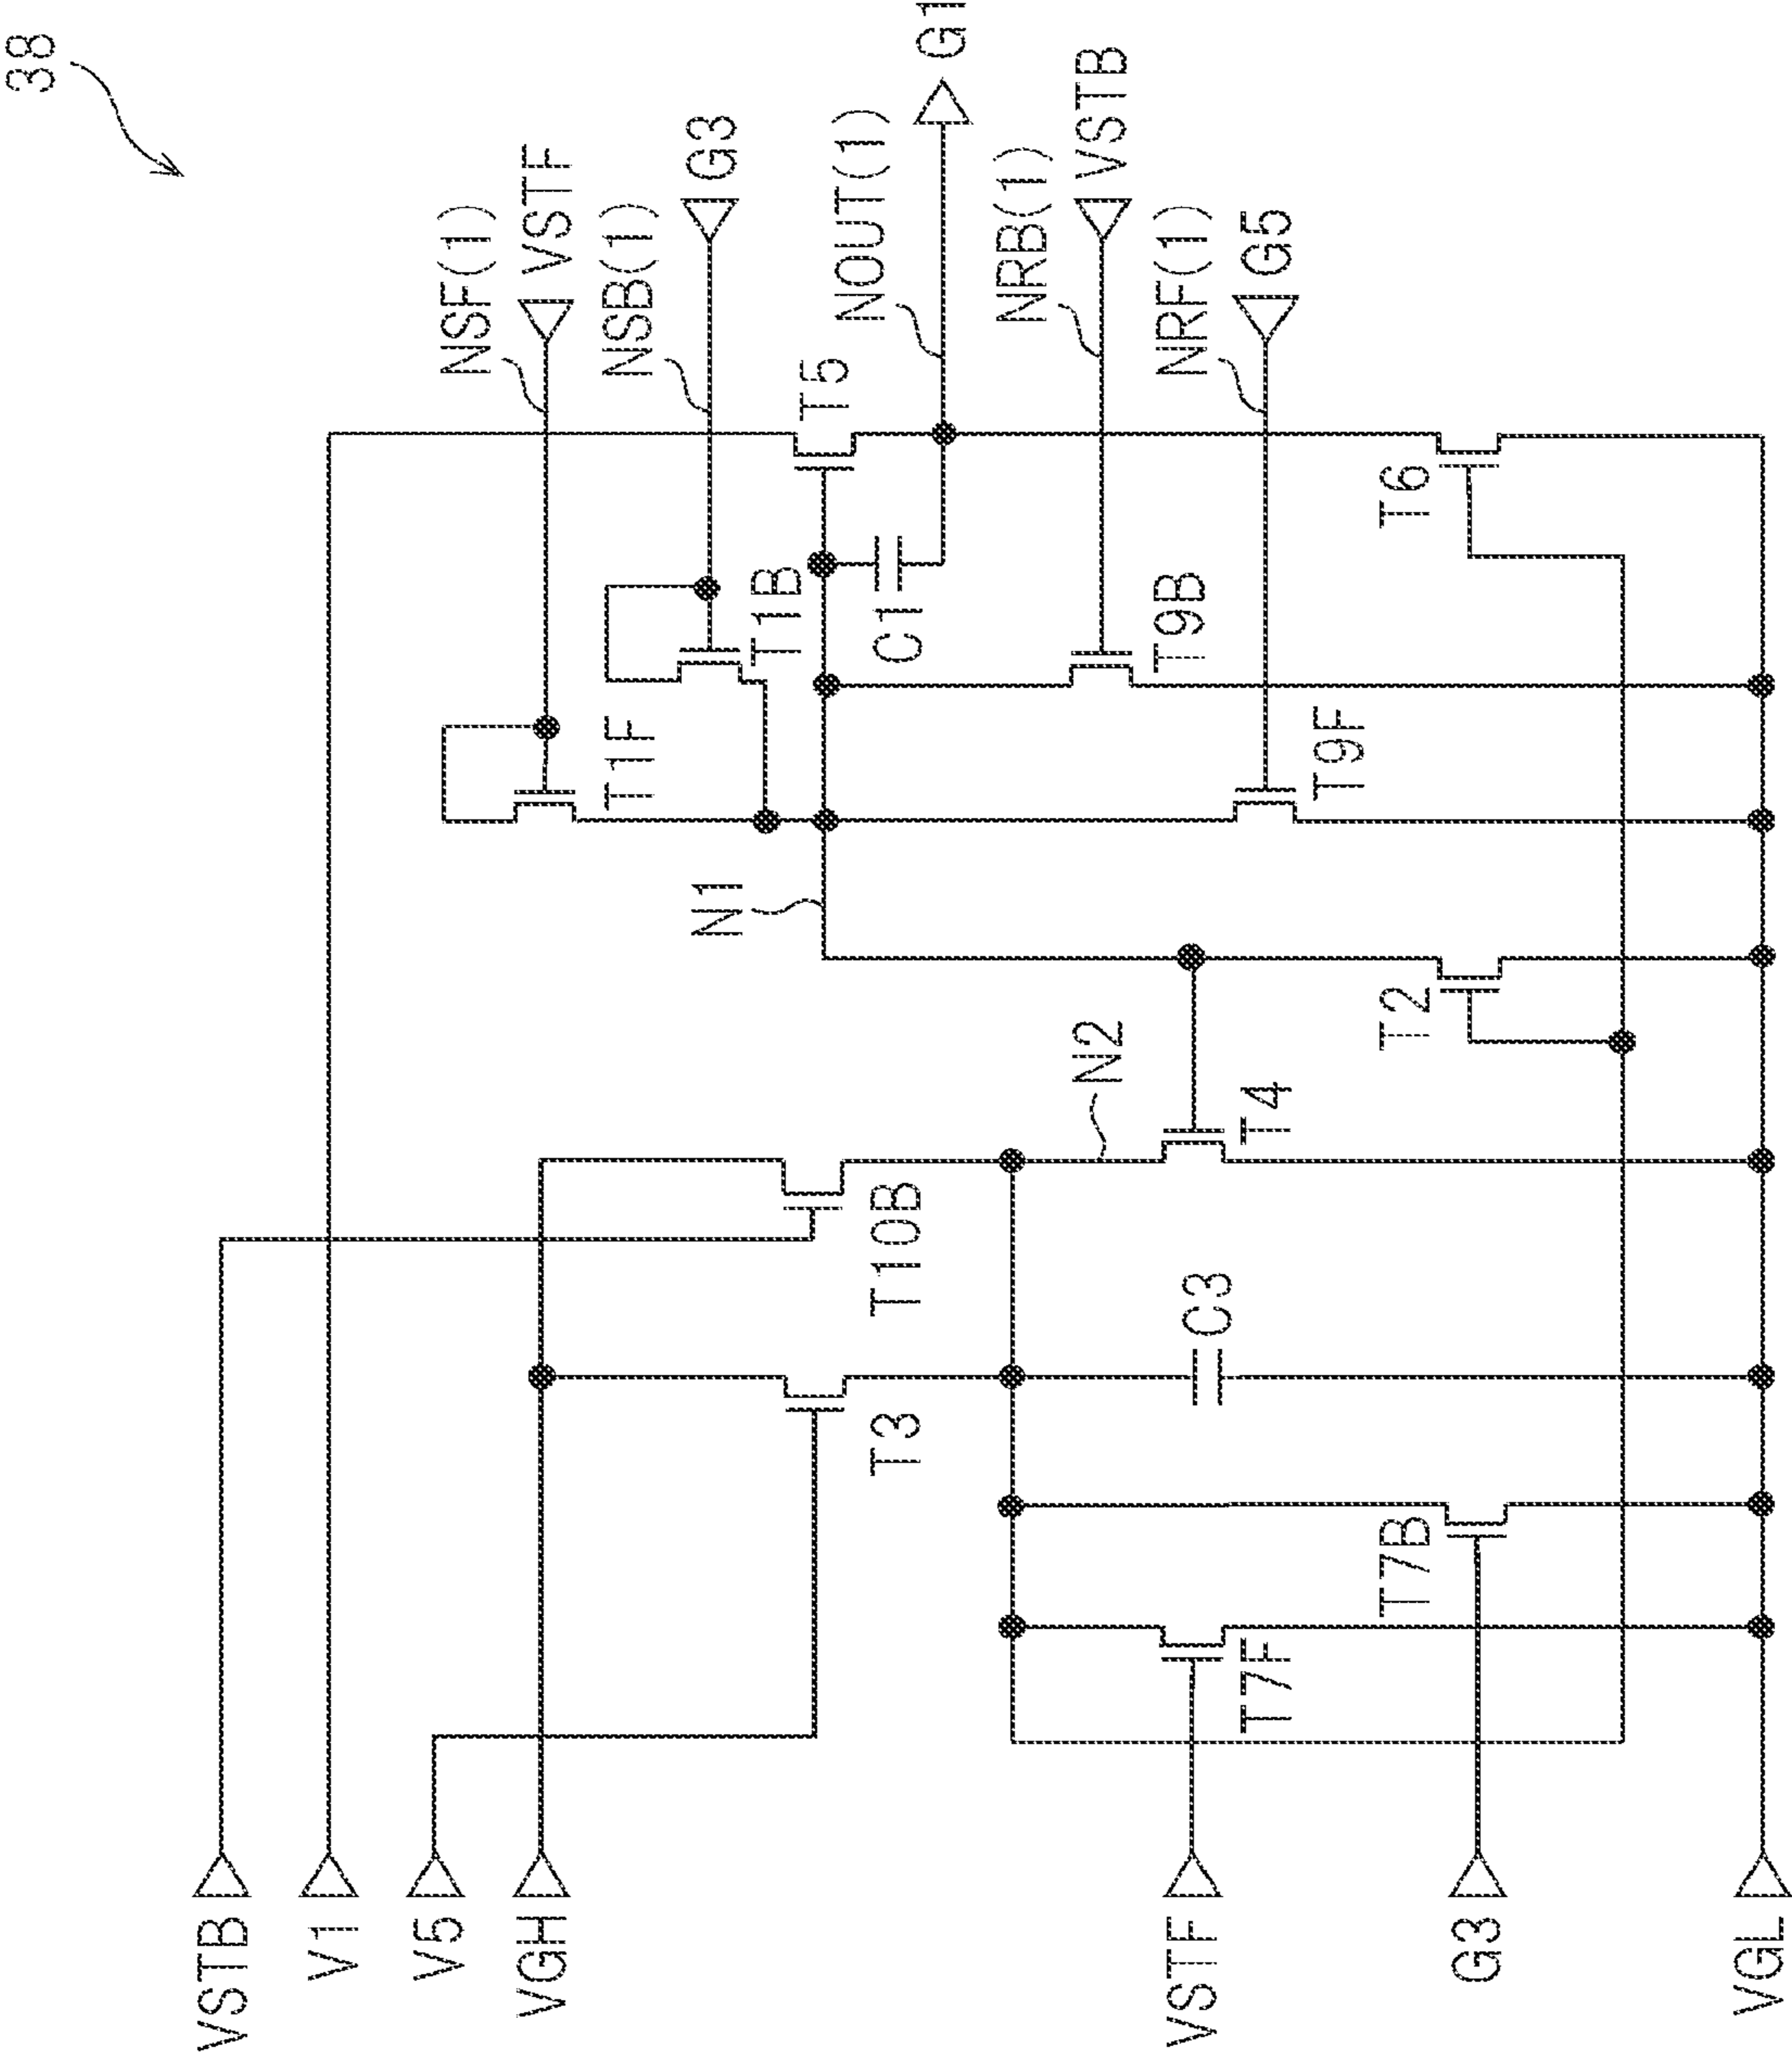 38
G1
NSF(1)
VSTF
NSB(1)
G3
NOUT(1)
NRB(1)
VSTB
NRF(1)
G5
T5
T1F
T1B
C1
T9B
T9F
T6
N1
N2
T2
T4
T10B
T3
C3
T7B
T7F
VSTB
V1
V5
VGH
VSTF
G3
VGL